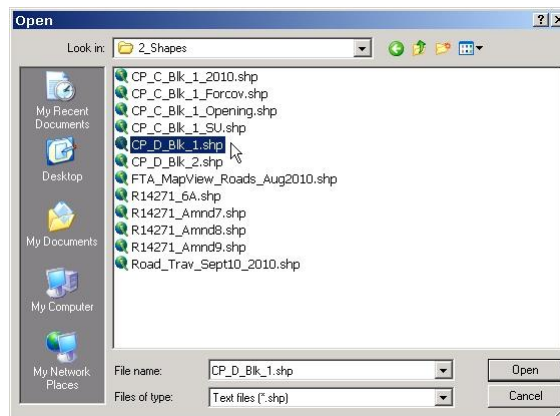 Open
Look in: 2_Shapes
My Recent Documents
Desktop
My Documents
My Computer
My Network Places
CP_C_Blk_1_2010.shp
CP_C_Blk_1_Forcov.shp
CP_C_Blk_1_Opening.shp
CP_C_Blk_1_SU.shp
CP_D_Blk_1.shp
CP_D_Blk_2.shp
FTA_MapView_Roads_Aug2010.shp
R14271_6A.shp
R14271_Amnd7.shp
R14271_Amnd8.shp
R14271_Amnd9.shp
Road_Trav_Sept10_2010.shp
File name: CP_D_Blk_1.shp Open
Files of type: Text files (*.shp) Cancel